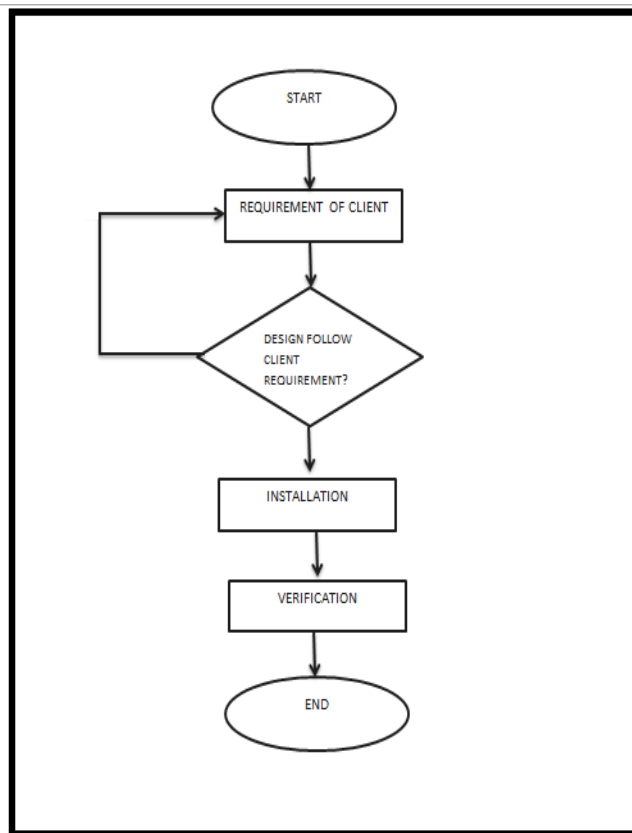 START
REQUIREMENT OF CLIENT
DESIGN FOLLOW
CLIENT
REQUIREMENT?
INSTALLATION
VERIFICATION
END